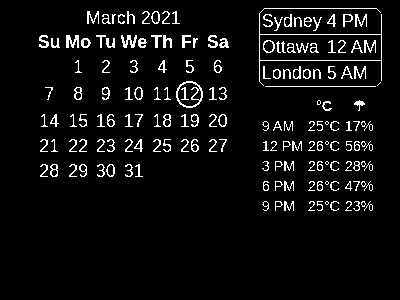 March 2021
Su Mo Tu We Th Fr Sa
1 2 3 4 5 6
7 8 9 10 11 12 13
14 15 16 17 18 19 20
21 22 23 24 25 26 27
28 29 30 31
Sydney 4 PM
Ottawa 12 AM
London 5 AM
°C ☂
9 AM 25°C 17%
12 PM 26°C 56%
3 PM 26°C 28%
6 PM 26°C 47%
9 PM 25°C 23%